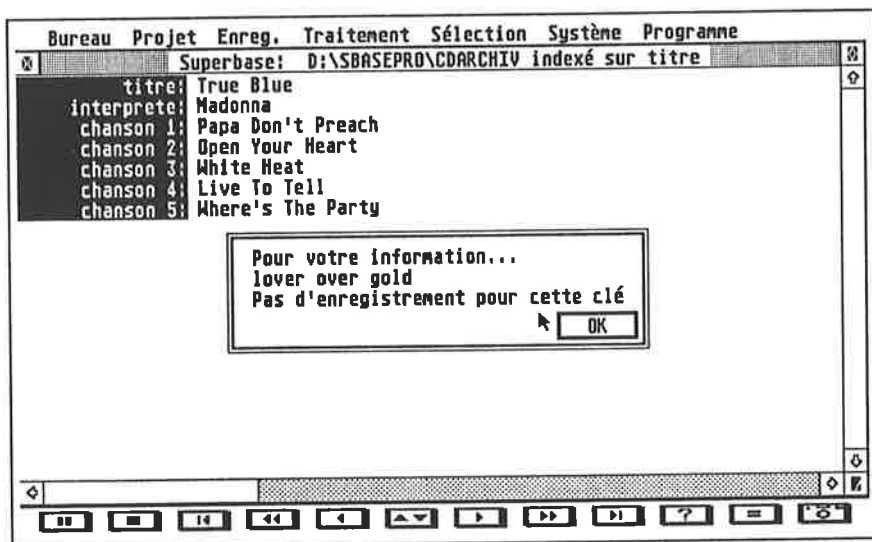 Bureau Projet Enreg. Traitement Sélection Système Programme
Superbase: D:\SBASEPRO\CDARCHIV indexé sur titre
titre: True Blue
interprete: Madonna
chanson 1: Papa Don't Preach
chanson 2: Open Your Heart
chanson 3: White Heat
chanson 4: Live To Tell
chanson 5: Where's The Party
Pour votre information...
lover over gold
Pas d'enregistrement pour cette clé
OK